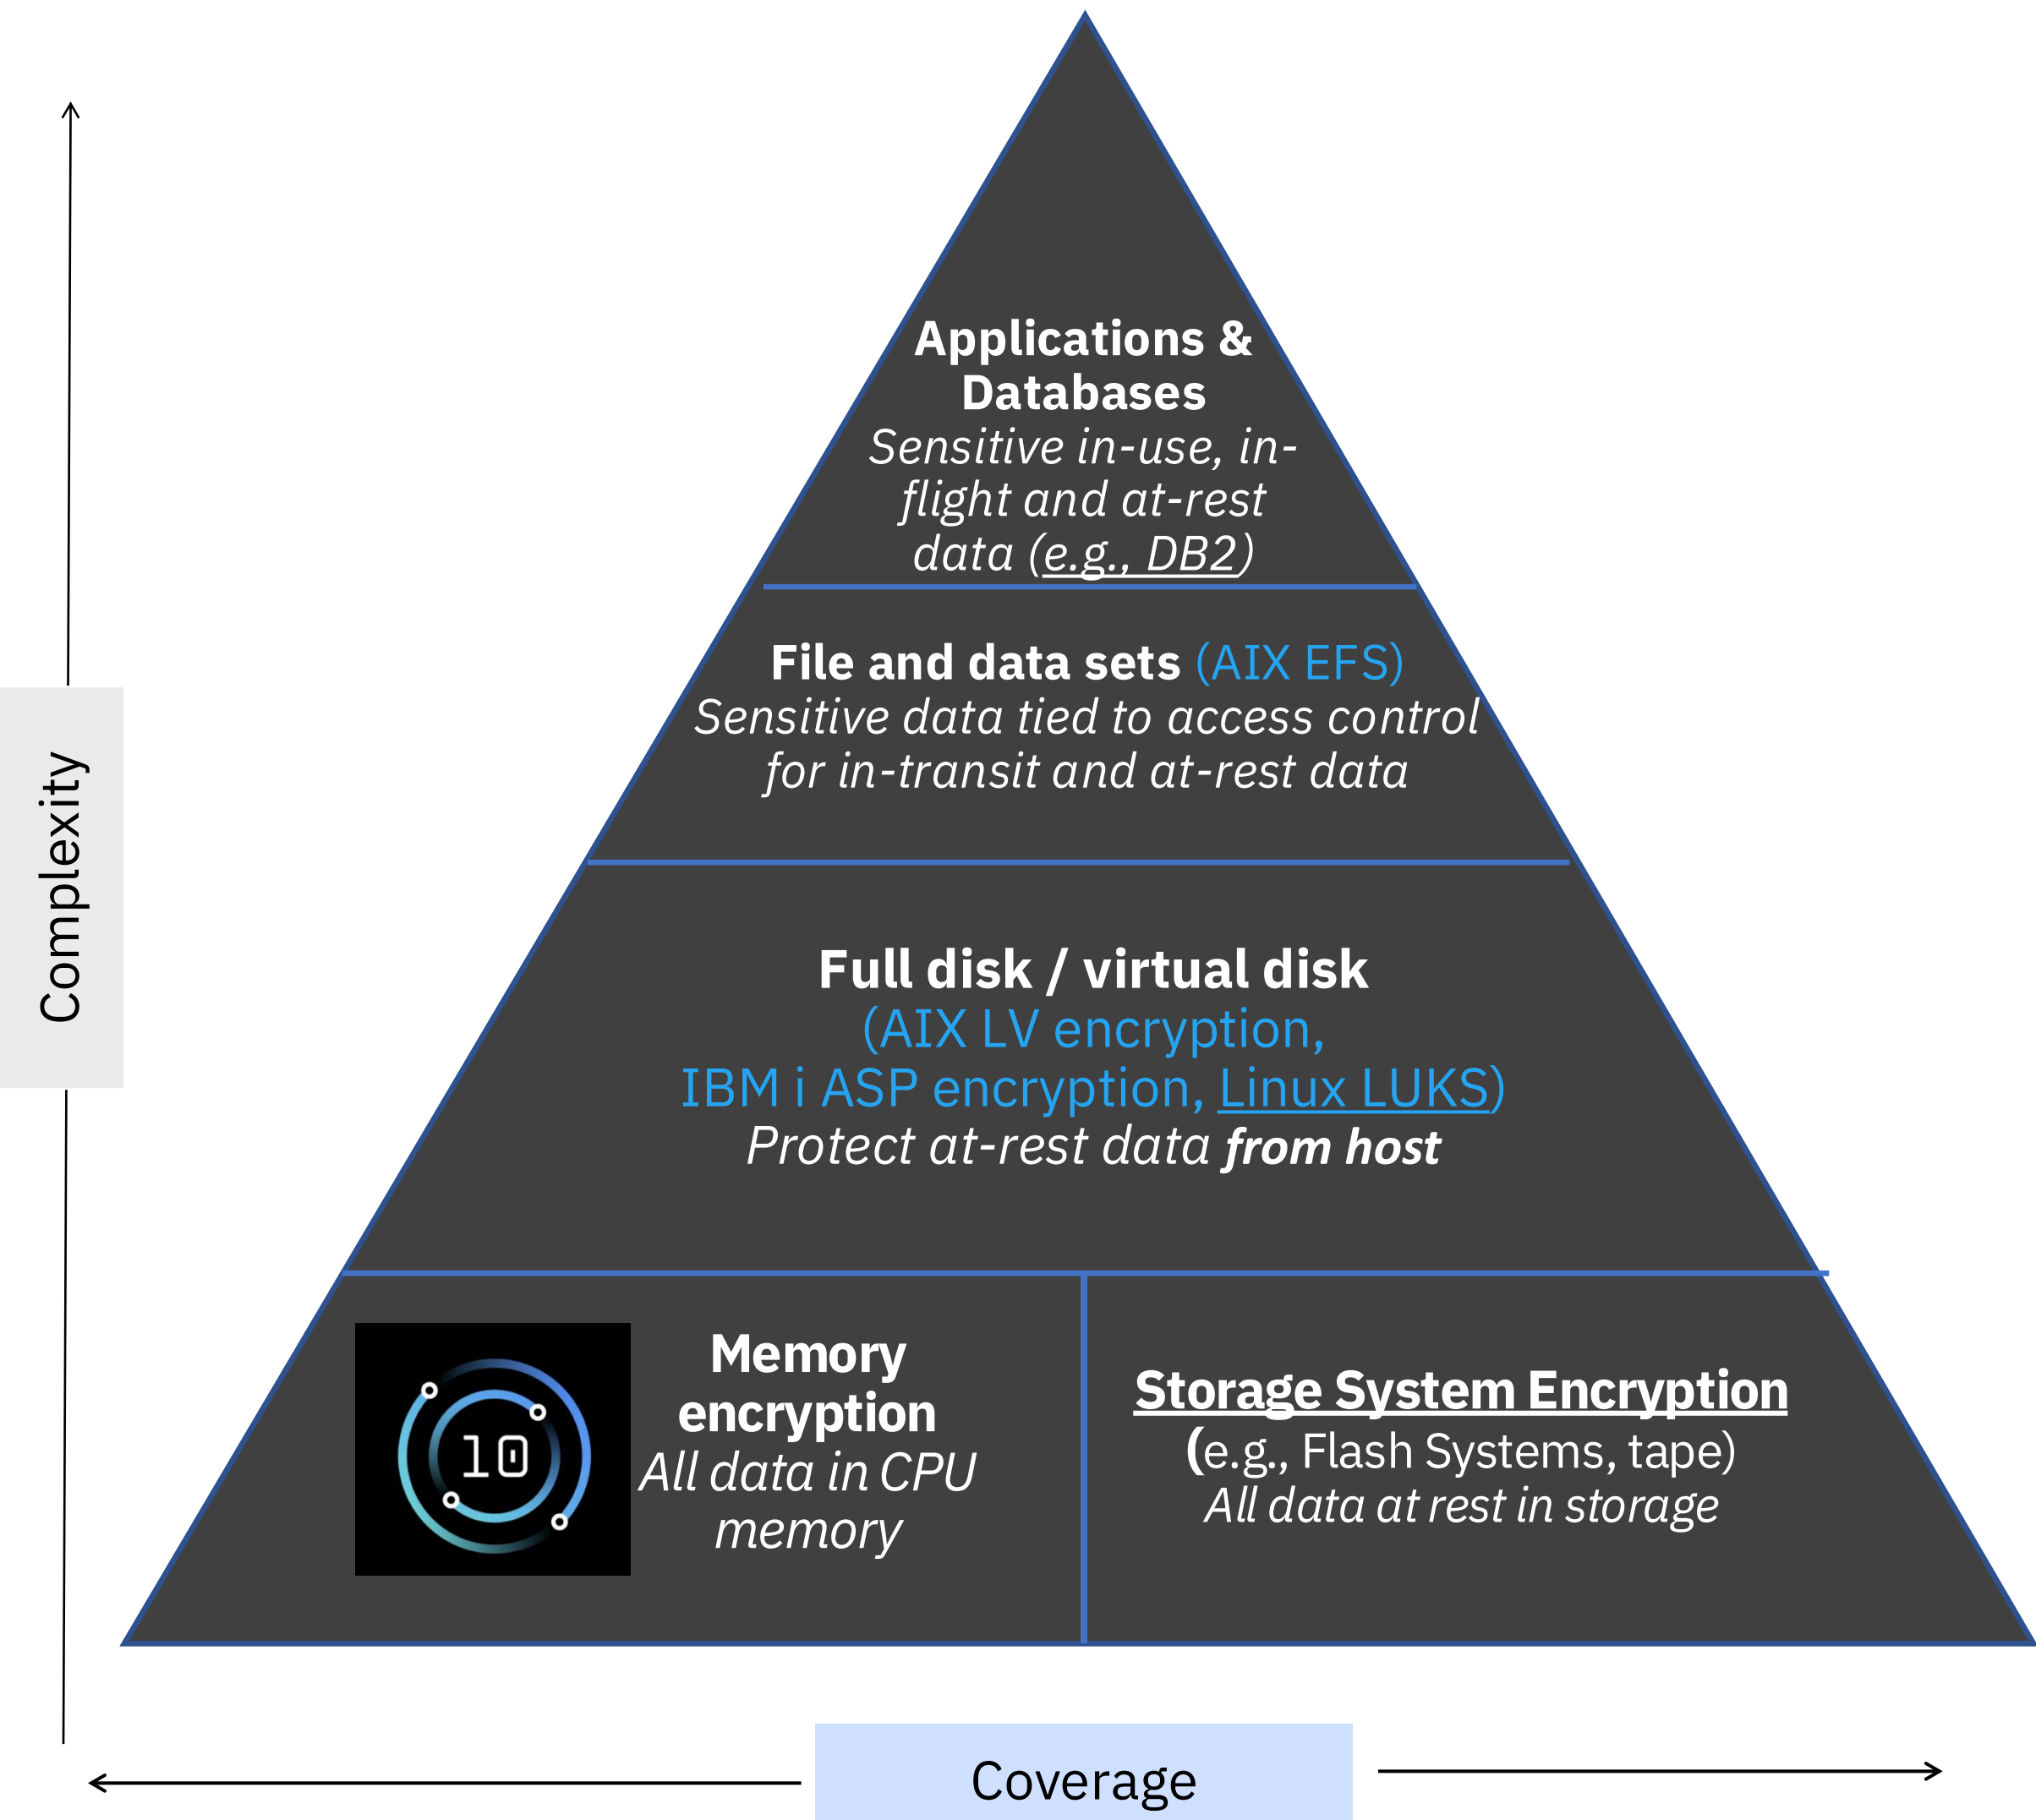 Applications &
Databases
Sensitive in-use, in-
flight and at-rest
data (e.g., DB2)
File and data sets (AIX EFS)
Sensitive data tied to access control
for in-transit and at-rest data
Complexity
Full disk / virtual disk
(AIX LV encryption,
IBM i ASP encryption, Linux LUKS)
Protect at-rest data from host
10
Memory
encryption
All data in CPU
memory
Storage System Encryption
(e.g., Flash Systems, tape)
All data at rest in storage
Coverage